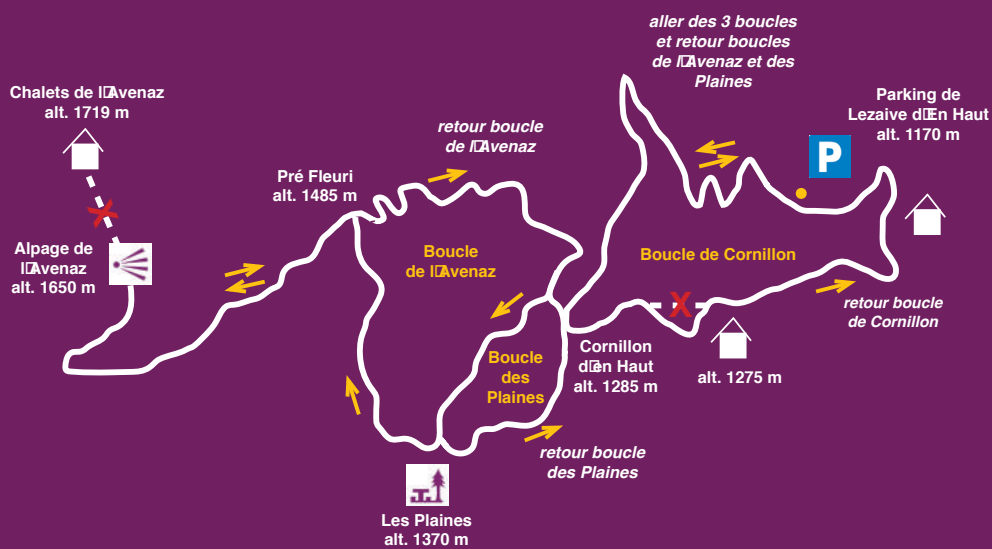 aller des 3 boucles
et retour boucles
de l'Avenaz et des
Plaines
Chalets de l'Avenaz
alt. 1719 m
Parking de
Lezaive d'En Haut
alt. 1170 m
P
retour boucle
de l'Avenaz
Pré Fleuri
alt. 1485 m
Alpage de
l'Avenaz
alt. 1650 m
Boucle
de l'Avenaz
Boucle de Cornillon
retour boucle
de Cornillon
X
X
Boucle
des
Plaines
Cornillon
d'en Haut
alt. 1285 m
alt. 1275 m
retour boucle
des Plaines
Les Plaines
alt. 1370 m